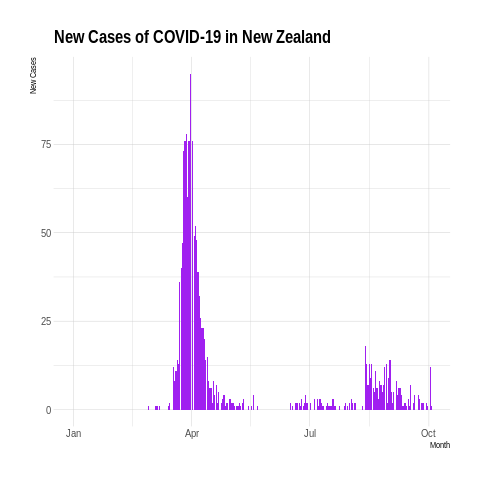 New Cases of COVID-19 in New Zealand
New Cases
75
50
25
0
Jan Apr Jul Oct
Month